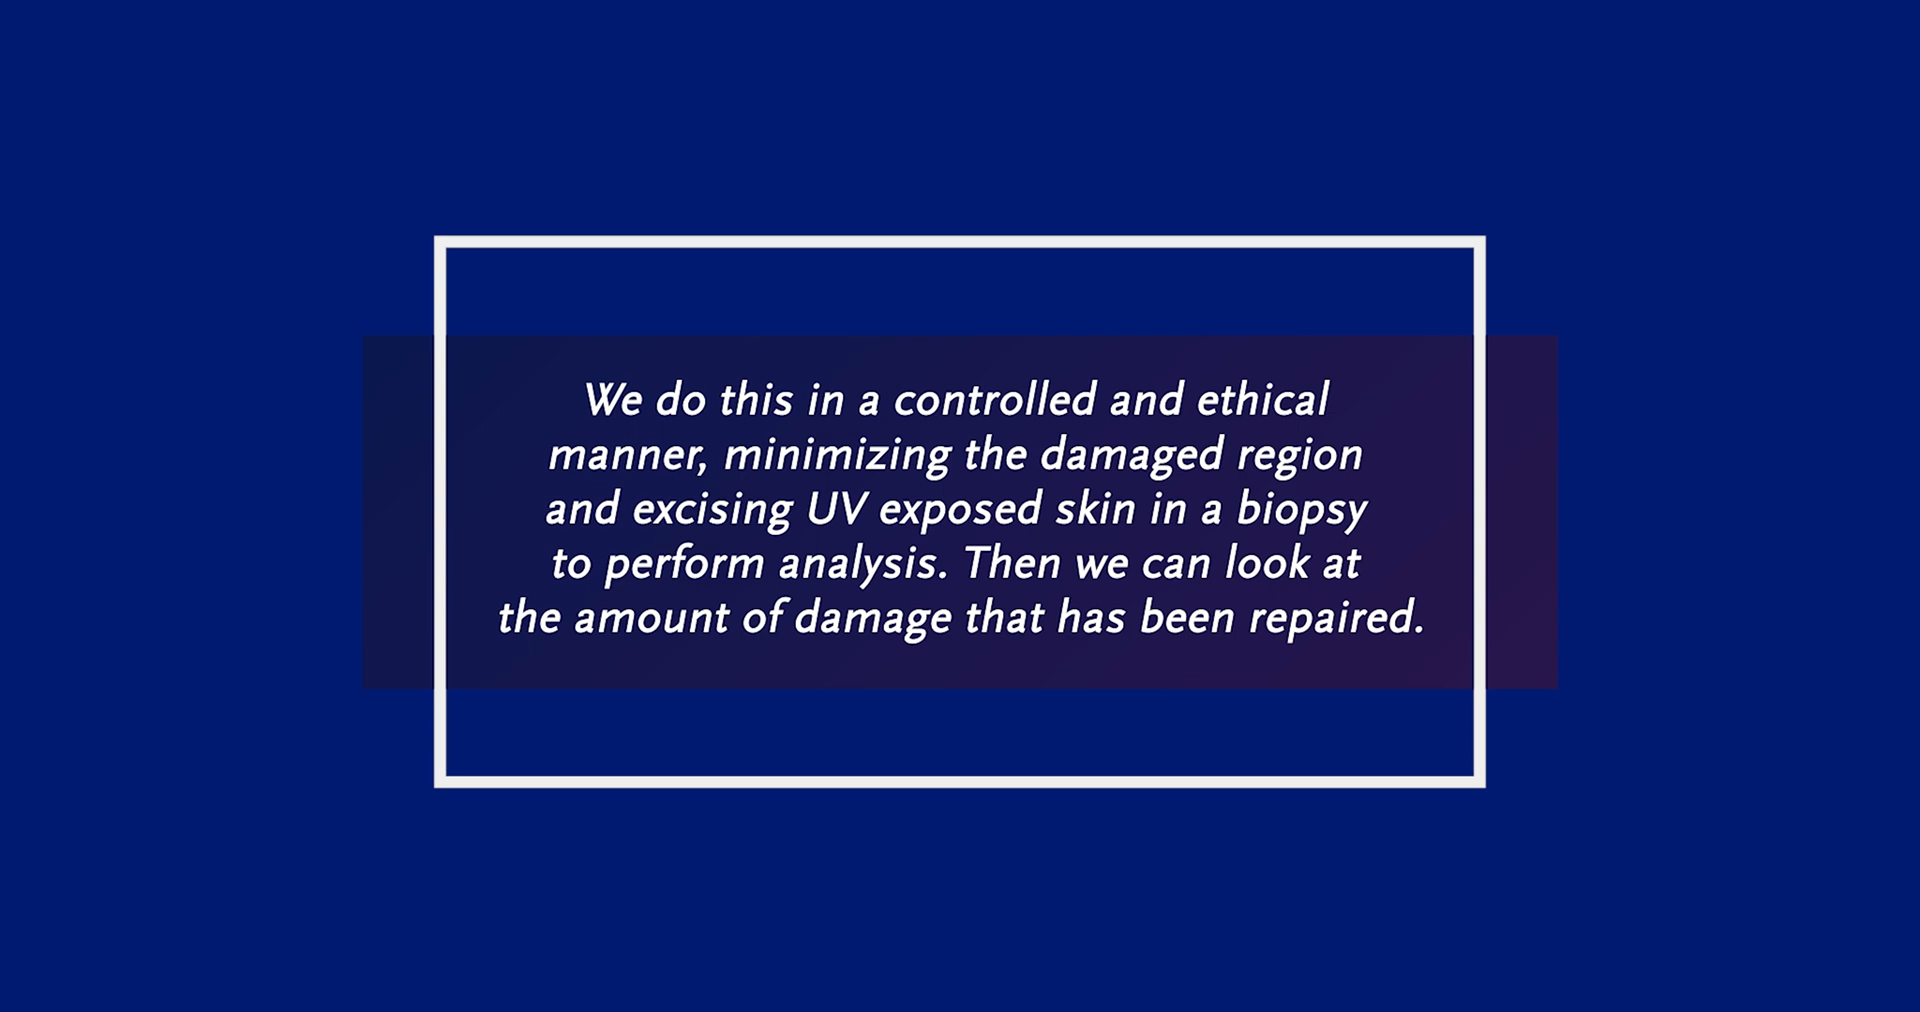 We do this in a controlled and ethical
manner, minimizing the damaged region
and excising UV exposed skin in a biopsy
to perform analysis. Then we can look at
the amount of damage that has been repaired.